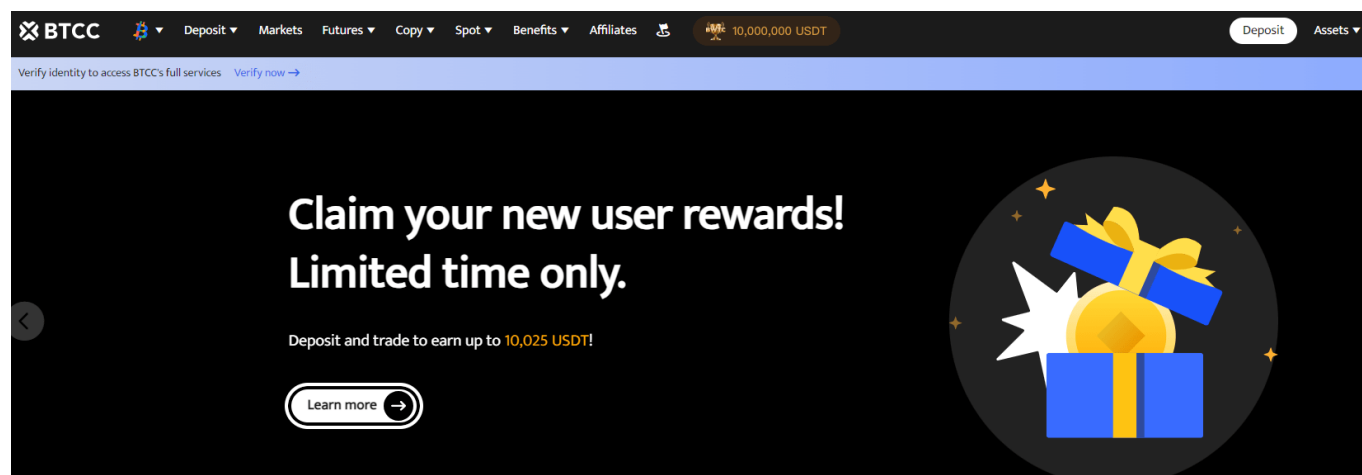 BTCC Deposit Markets Futures Copy Spot Benefits Affiliates 10,000,000 USDT Deposit Assets
Verify identity to access BTCC's full services Verify now →
Claim your new user rewards!
Limited time only.
Deposit and trade to earn up to 10,025 USDT!
Learn more